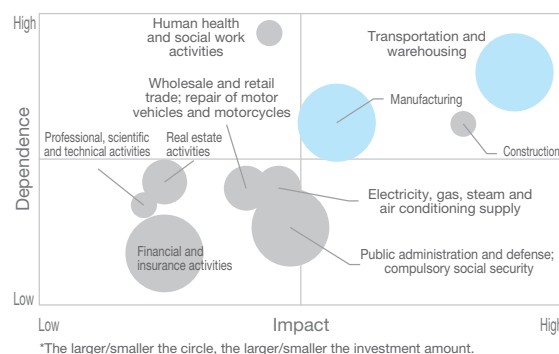 High
Human health
and social work
activities
Transportation and
warehousing
Wholesale and retail
trade; repair of motor
vehicles and motorcycles
Manufacturing
Professional, scientific
and technical activities
Real estate
activities
Construction
Dependence
Electricity, gas, steam and
air conditioning supply
Financial and
insurance activities
Public administration and defense;
compulsory social security
Low
Low
Impact
High
*The larger/smaller the circle, the larger/smaller the investment amount.